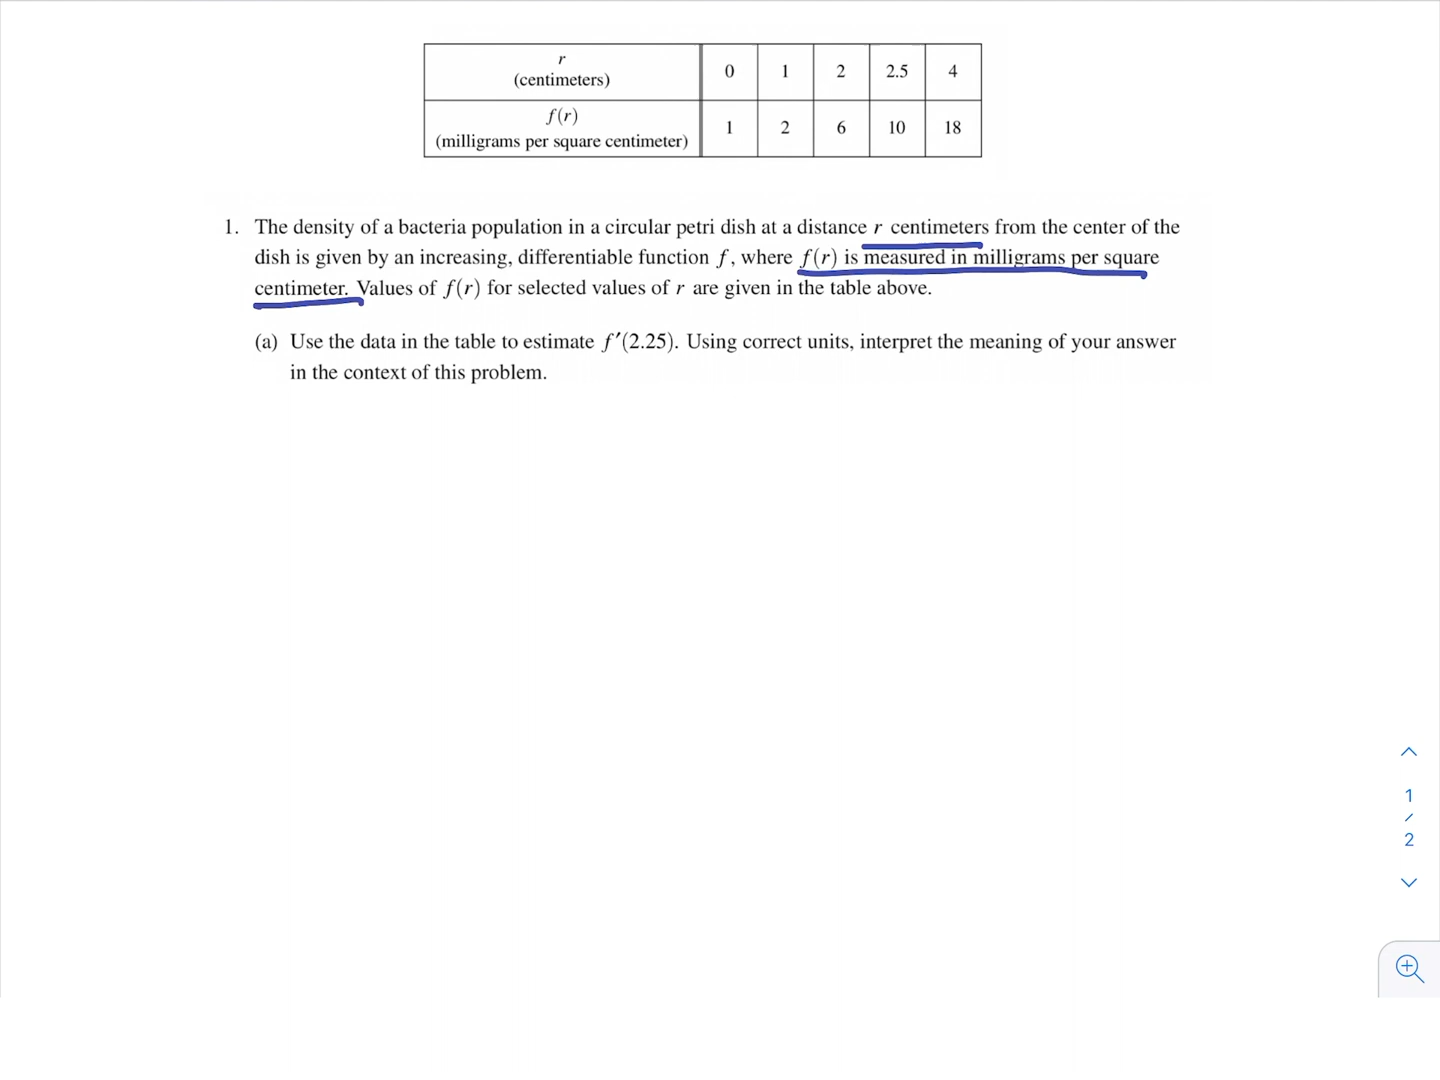 r
(centimeters) 0 1 2 2.5 4
f(r)
(milligrams per square centimeter) 1 2 6 10 18
1. The density of a bacteria population in a circular petri dish at a distance r centimeters from the center of the
dish is given by an increasing, differentiable function f, where f(r) is measured in milligrams per square
centimeter. Values of f(r) for selected values of r are given in the table above.
(a) Use the data in the table to estimate f′(2.25). Using correct units, interpret the meaning of your answer
in the context of this problem.
1
/
2